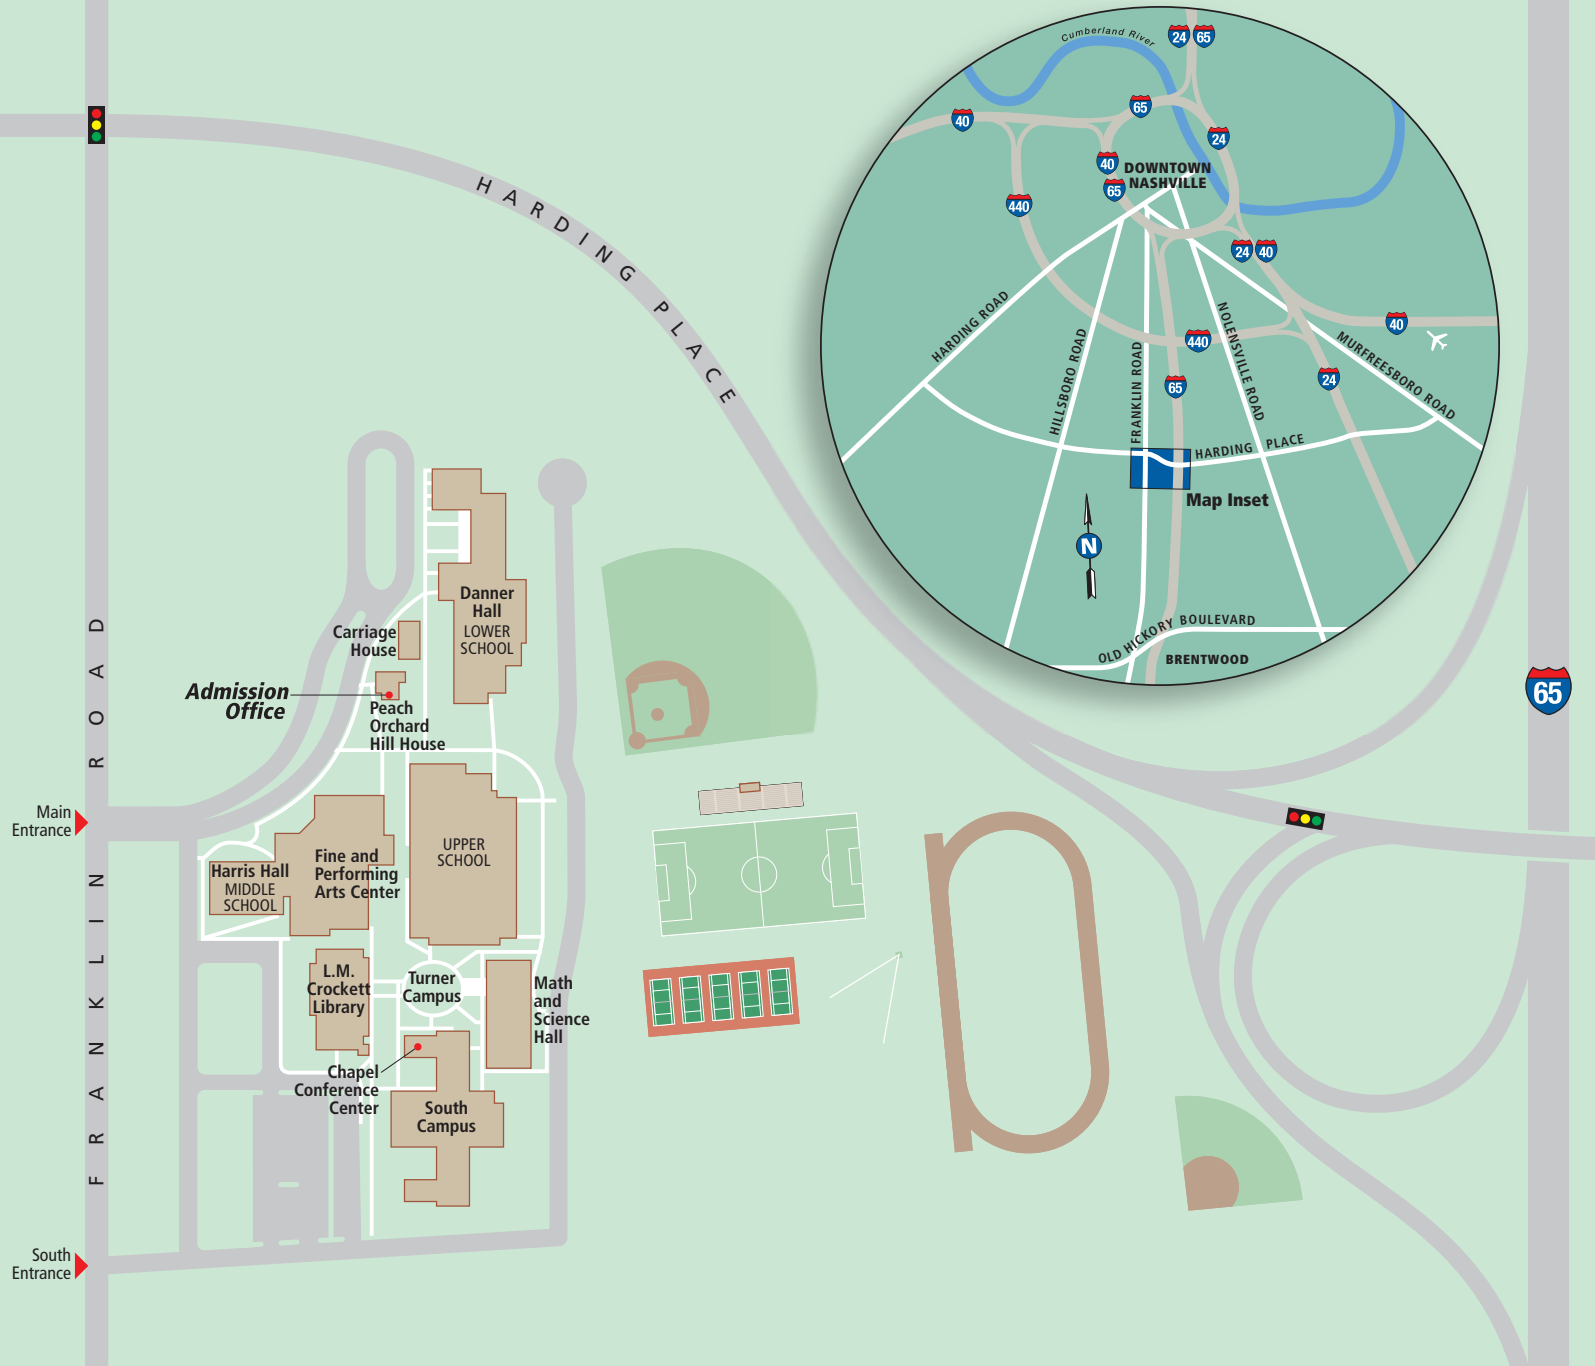 Cumberland River
24
65
65
40
24
40
DOWNTOWN
NASHVILLE
65
440
24
40
HARDING ROAD
HILLSBORO ROAD
FRANKLIN ROAD
NOLENSVILLE ROAD
MURFREESBORO ROAD
40
440
24
65
HARDING PLACE
Map Inset
N
OLD HICKORY BOULEVARD
BRENTWOOD
HARDING PLACE
65
FRANKLIN ROAD
Danner
Hall
LOWER
SCHOOL
Carriage
House
Admission
Office
Peach
Orchard
Hill House
Main
Entrance
UPPER
SCHOOL
Fine and
Performing
Arts Center
Harris Hall
MIDDLE
SCHOOL
L.M.
Crockett
Library
Turner
Campus
Math
and
Science
Hall
Chapel
Conference
Center
South
Campus
South
Entrance